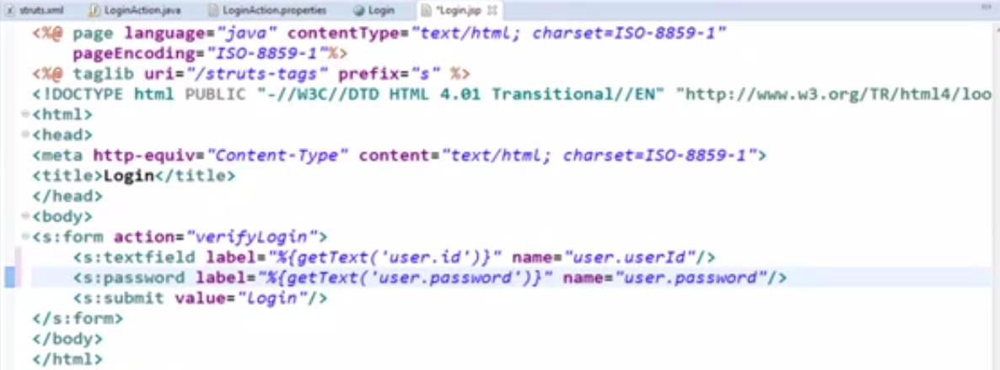 struts.xml LoginAction.java LoginAction.properties Login *Login.jsp
<%@ page language="java" contentType="text/html; charset=ISO-8859-1"
pageEncoding="ISO-8859-1"%>
<%@ taglib uri="/struts-tags" prefix="s" %>
<!DOCTYPE html PUBLIC "-//W3C//DTD HTML 4.01 Transitional//EN" "http://www.w3.org/TR/html4/loo
<html>
<head>
<meta http-equiv="Content-Type" content="text/html; charset=ISO-8859-1">
<title>Login</title>
</head>
<body>
<s:form action="verifyLogin">
<s:textfield label="%{getText('user.id')}" name="user.userId"/>
<s:password label="%{getText('user.password')}" name="user.password"/>
<s:submit value="Login"/>
</s:form>
</body>
</html>